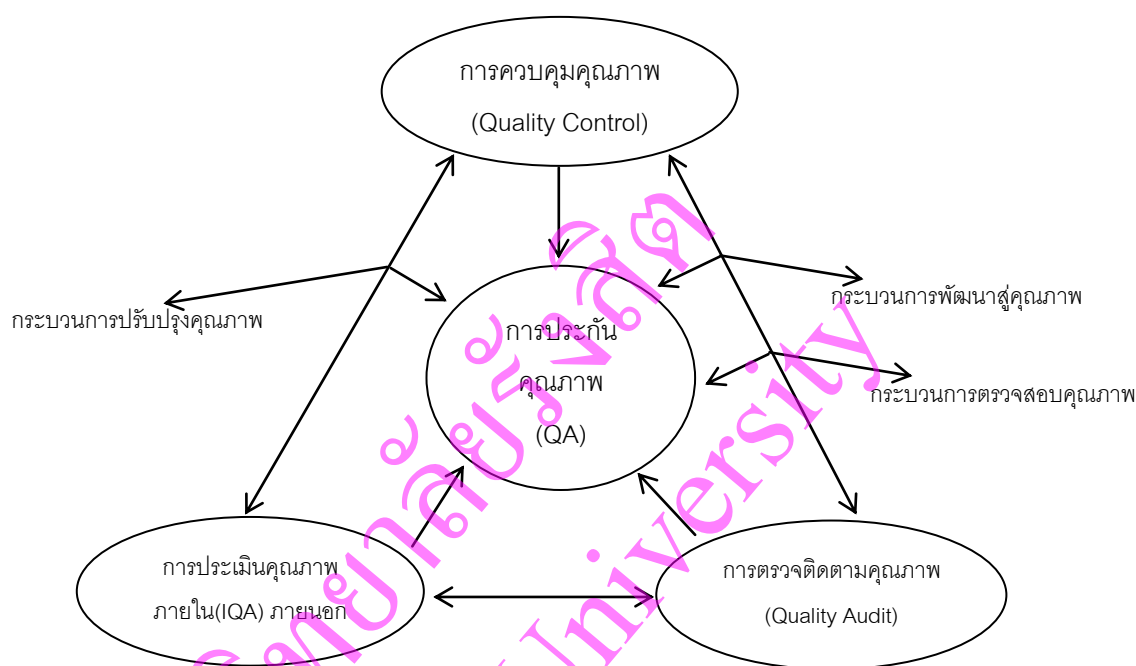 การควบคุมคุณภาพ
(Quality Control)
กระบวนการปรับปรุงคุณภาพ
กระบวนการพัฒนาสู่คุณภาพ
การประกัน
คุณภาพ
(QA)
กระบวนการตรวจสอบคุณภาพ
การประเมินคุณภาพ
ภายใน(IQA) ภายนอก
การตรวจติดตามคุณภาพ
(Quality Audit)
University